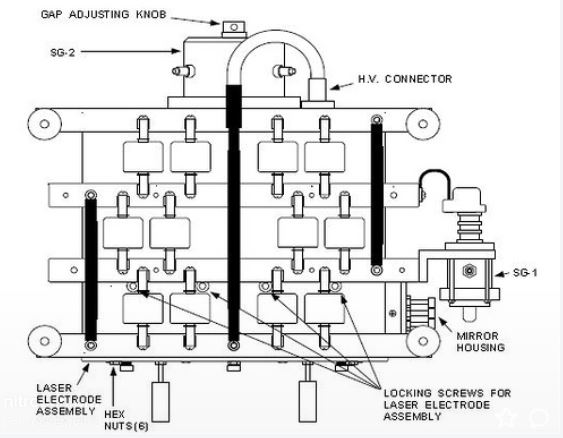 GAP ADJUSTING KNOB
SG-2
H.V. CONNECTOR
SG-1
MIRROR
HOUSING
LASER
ELECTRODE
ASSEMBLY
HEX
NUTS(6)
LOCKING SCREWS FOR
LASER ELECTRODE
ASSEMBLY